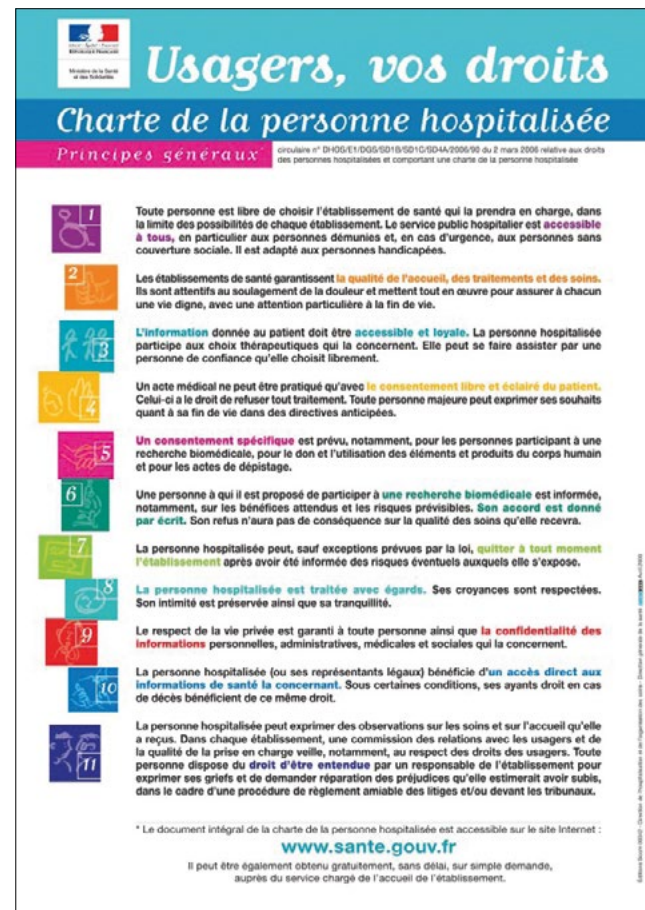 Liberté • Égalité • Fraternité
RÉPUBLIQUE FRANÇAISE
Ministère de la Santé
et des Solidarités
Usagers, vos droits
Charte de la personne hospitalisée
Principes généraux*
circulaire n° DHOS/E1/DGS/SD1B/SD1C/SD4A/2006/90 du 2 mars 2006 relative aux droits
des personnes hospitalisées et comportant une charte de la personne hospitalisée
1
Toute personne est libre de choisir l'établissement de santé qui la prendra en charge, dans
la limite des possibilités de chaque établissement. Le service public hospitalier est accessible
à tous, en particulier aux personnes démunies et, en cas d'urgence, aux personnes sans
couverture sociale. Il est adapté aux personnes handicapées.
2
Les établissements de santé garantissent la qualité de l'accueil, des traitements et des soins.
Ils sont attentifs au soulagement de la douleur et mettent tout en œuvre pour assurer à chacun
une vie digne, avec une attention particulière à la fin de vie.
3
L'information donnée au patient doit être accessible et loyale. La personne hospitalisée
participe aux choix thérapeutiques qui la concernent. Elle peut se faire assister par une
personne de confiance qu'elle choisit librement.
4
Un acte médical ne peut être pratiqué qu'avec le consentement libre et éclairé du patient.
Celui-ci a le droit de refuser tout traitement. Toute personne majeure peut exprimer ses souhaits
quant à sa fin de vie dans des directives anticipées.
5
Un consentement spécifique est prévu, notamment, pour les personnes participant à une
recherche biomédicale, pour le don et l'utilisation des éléments et produits du corps humain
et pour les actes de dépistage.
6
Une personne à qui il est proposé de participer à une recherche biomédicale est informée,
notamment, sur les bénéfices attendus et les risques prévisibles. Son accord est donné
par écrit. Son refus n'aura pas de conséquence sur la qualité des soins qu'elle recevra.
7
La personne hospitalisée peut, sauf exceptions prévues par la loi, quitter à tout moment
l'établissement après avoir été informée des risques éventuels auxquels elle s'expose.
8
La personne hospitalisée est traitée avec égards. Ses croyances sont respectées.
Son intimité est préservée ainsi que sa tranquillité.
9
Le respect de la vie privée est garanti à toute personne ainsi que la confidentialité des
informations personnelles, administratives, médicales et sociales qui la concernent.
10
La personne hospitalisée (ou ses représentants légaux) bénéficie d'un accès direct aux
informations de santé la concernant. Sous certaines conditions, ses ayants droit en cas
de décès bénéficient de ce même droit.
11
La personne hospitalisée peut exprimer des observations sur les soins et sur l'accueil qu'elle
a reçus. Dans chaque établissement, une commission des relations avec les usagers et de
la qualité de la prise en charge veille, notamment, au respect des droits des usagers. Toute
personne dispose du droit d'être entendue par un responsable de l'établissement pour
exprimer ses griefs et de demander réparation des préjudices qu'elle estimerait avoir subis,
dans le cadre d'une procédure de règlement amiable des litiges et/ou devant les tribunaux.
* Le document intégral de la charte de la personne hospitalisée est accessible sur le site Internet :
www.sante.gouv.fr
Il peut être également obtenu gratuitement, sans délai, sur simple demande,
auprès du service chargé de l'accueil de l'établissement.